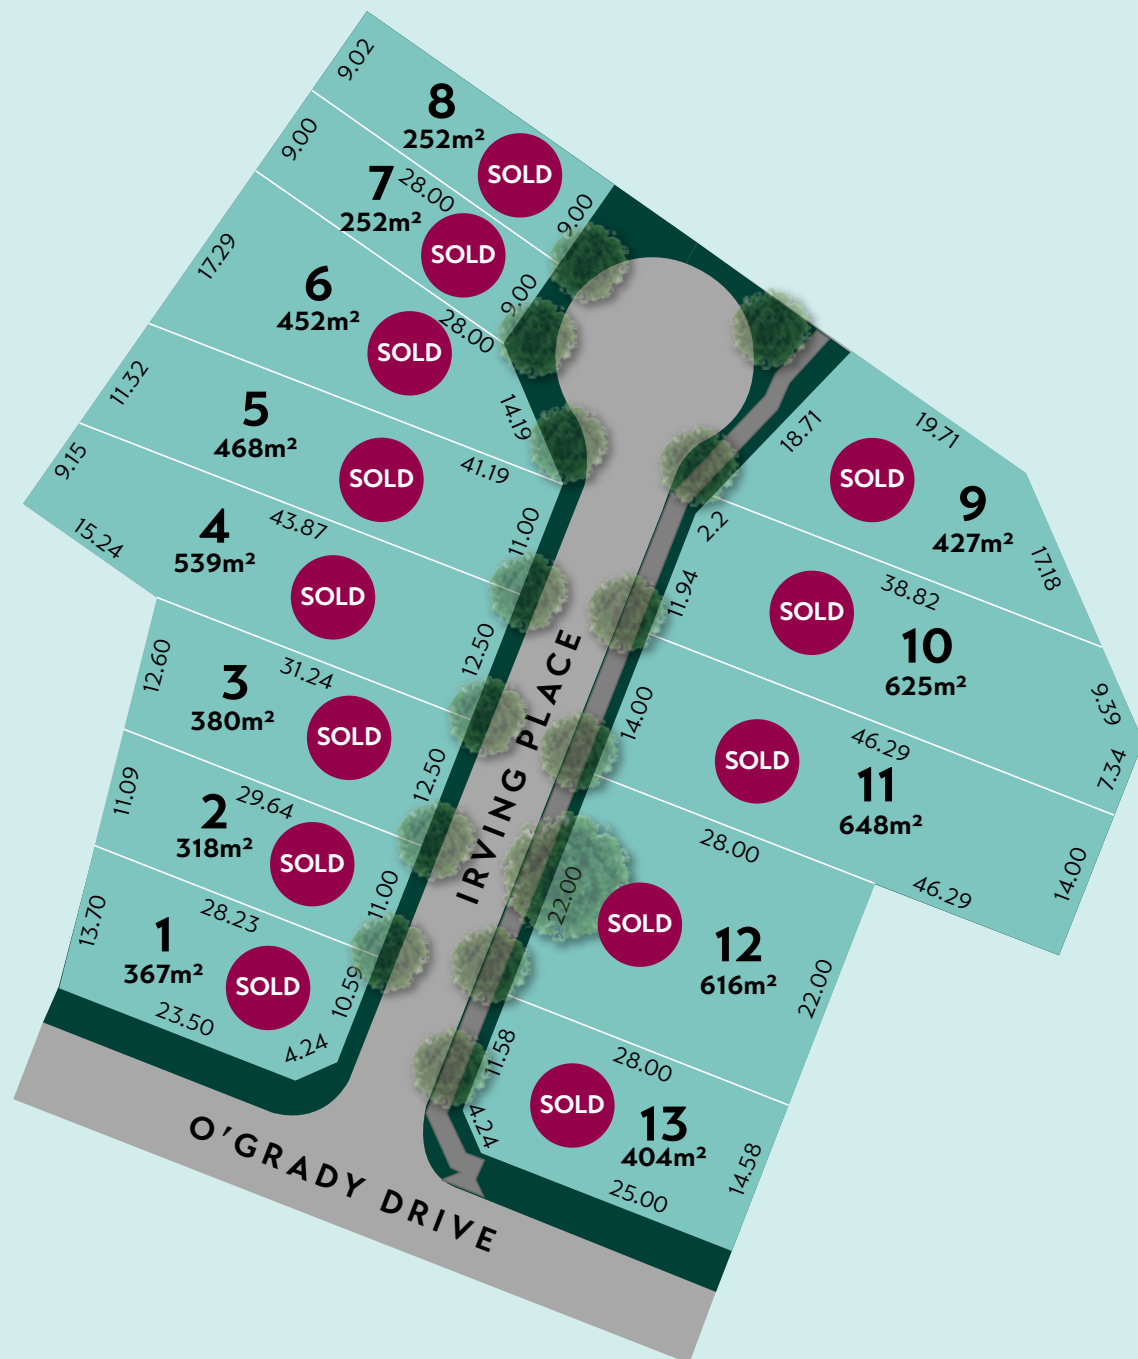 9.02
8
252m²
SOLD
9.00
9.00
7
252m²
28.00
SOLD
9.00
17.29
6
452m²
28.00
SOLD
14.19
11.32
5
468m²
SOLD
41.19
9.15
15.24
4
539m²
43.87
SOLD
11.00
12.50
12.60
3
380m²
31.24
SOLD
12.50
11.09
2
318m²
29.64
SOLD
11.00
13.70
1
367m²
28.23
SOLD
10.59
23.50
4.24
IRVING PLACE
O'GRADY DRIVE
18.71
19.71
SOLD
9
427m²
17.18
2.2
38.82
11.94
SOLD
10
625m²
9.39
7.34
14.00
46.29
SOLD
11
648m²
14.00
28.00
46.29
22.00
SOLD
12
616m²
22.00
11.58
28.00
SOLD
13
404m²
4.24
25.00
14.58